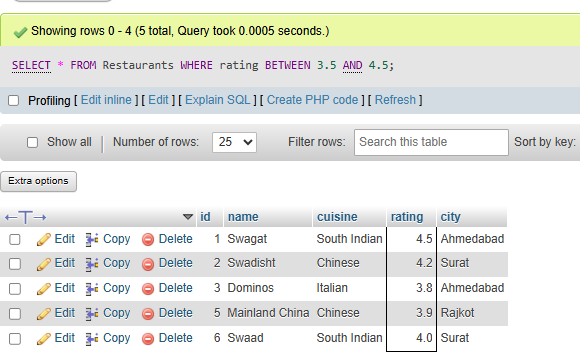 Showing rows 0 - 4 (5 total, Query took 0.0005 seconds.)
SELECT * FROM Restaurants WHERE rating BETWEEN 3.5 AND 4.5;
Profiling [ Edit inline ] [ Edit ] [ Explain SQL ] [ Create PHP code ] [ Refresh ]
Show all Number of rows: 25 Filter rows: Search this table Sort by key:
Extra options
←T→ id name cuisine rating city
Edit Copy Delete 1 Swagat South Indian 4.5 Ahmedabad
Edit Copy Delete 2 Swadisht Chinese 4.2 Surat
Edit Copy Delete 3 Dominos Italian 3.8 Ahmedabad
Edit Copy Delete 5 Mainland China Chinese 3.9 Rajkot
Edit Copy Delete 6 Swaad South Indian 4.0 Surat